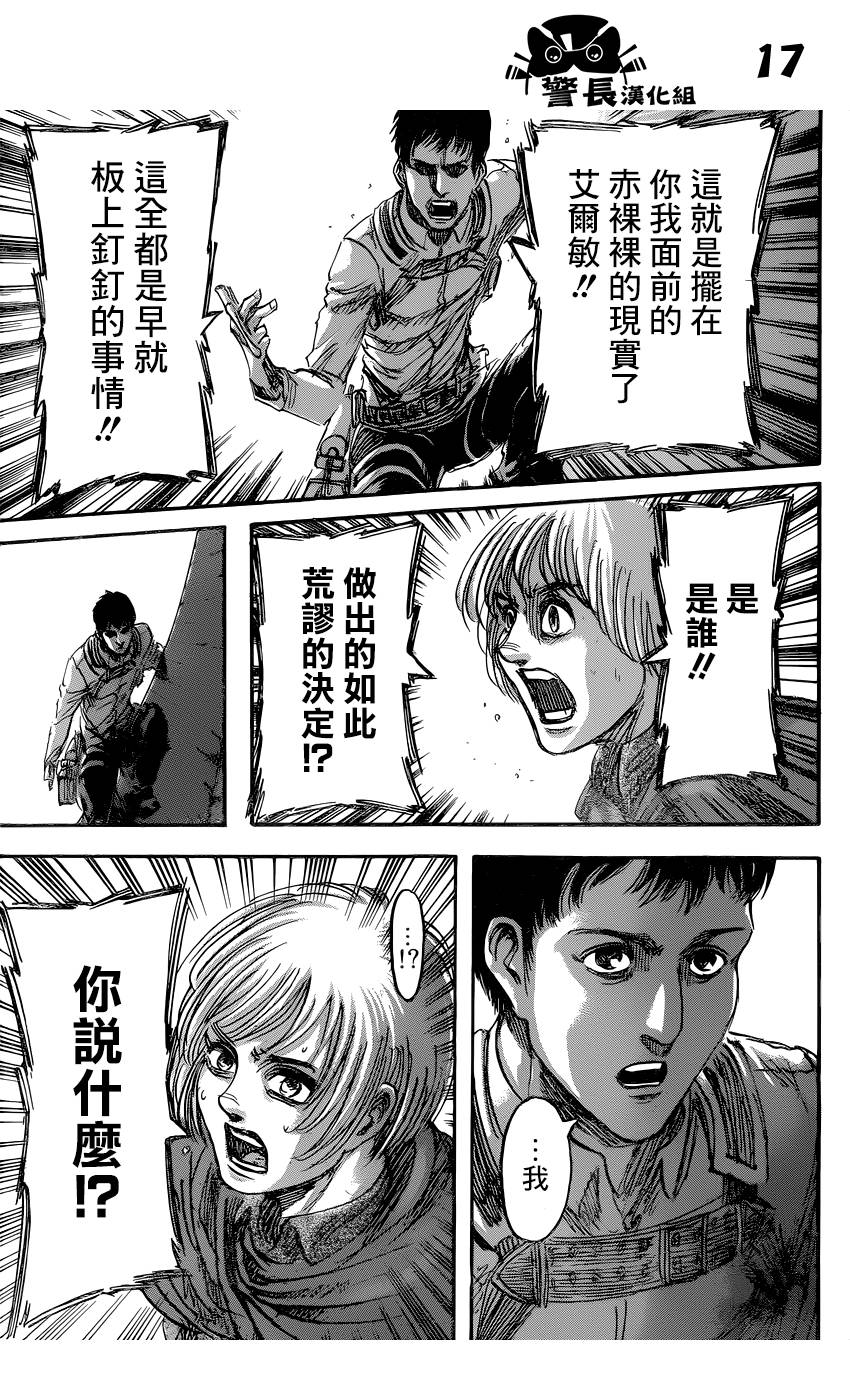 警長漢化組
17
這就是擺在
你我面前的
赤裸裸的現實了
艾爾敏!!
這全都是早就
板上釘釘的事情!!
是
是誰!!
做出的如此
荒謬的決定!?
…我
…!?
你說什麼!?